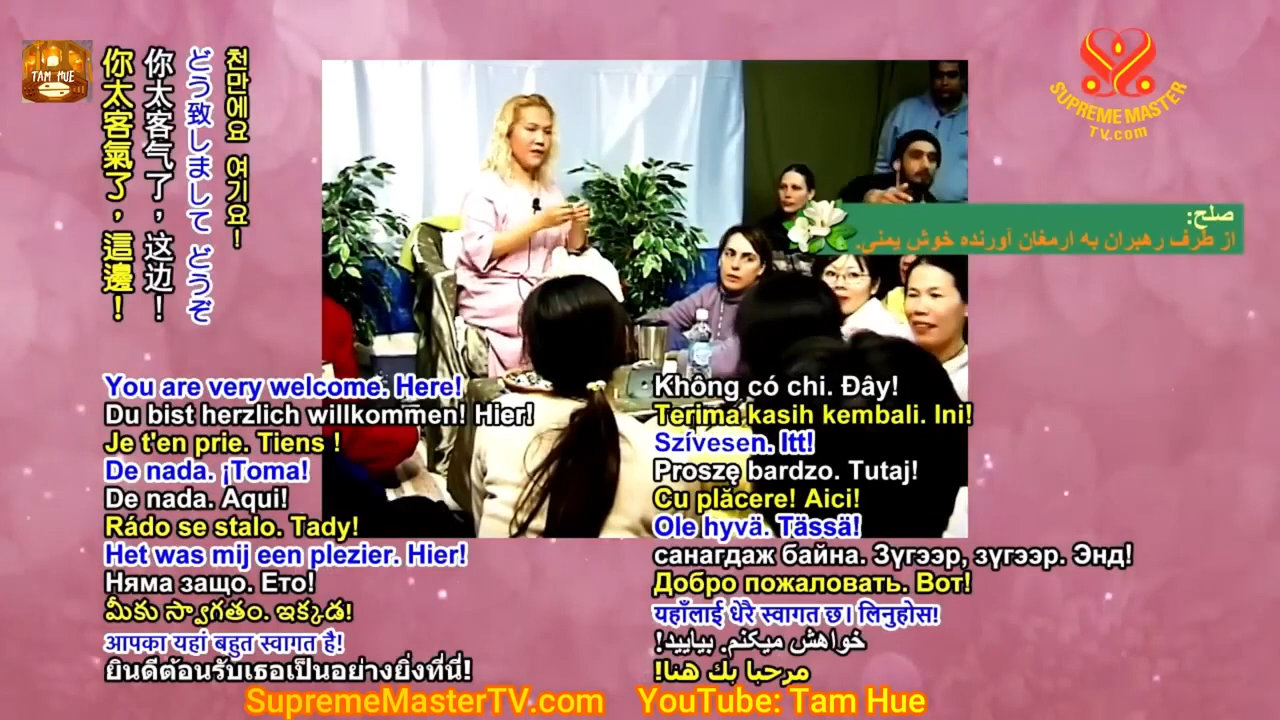 TAM HUE
你太客氣了，這邊！
你太客气了，这边！
どう致しまして どうぞ
천만에요 여기요!
SUPREME MASTER
TV.com
صلح:
از طرف رهبران به ارمغان آورنده خوش یمنی.
You are very welcome. Here!
Du bist herzlich willkommen! Hier!
Je t'en prie. Tiens !
De nada. ¡Toma!
De nada. Aqui!
Rádo se stalo. Tady!
Het was mij een plezier. Hier!
Няма защо. Ето!
మీకు స్వాగతం. ఇక్కడ!
आपका यहां बहुत स्वागत है!
ยินดีต้อนรับเธอเป็นอย่างยิ่งที่นี่!
Không có chi. Đây!
Terima kasih kembali. Ini!
Szívesen. Itt!
Proszę bardzo. Tutaj!
Cu plăcere! Aici!
Ole hyvä. Tässä!
санагдаж байна. Зүгээр, зүгээр. Энд!
Добро пожаловать. Вот!
यहाँलाई धेरै स्वागत छ। लिनुहोस!
خواهش میکنم. بیایید!
مرحبا بك هنا!
SupremeMasterTV.com YouTube: Tam Hue